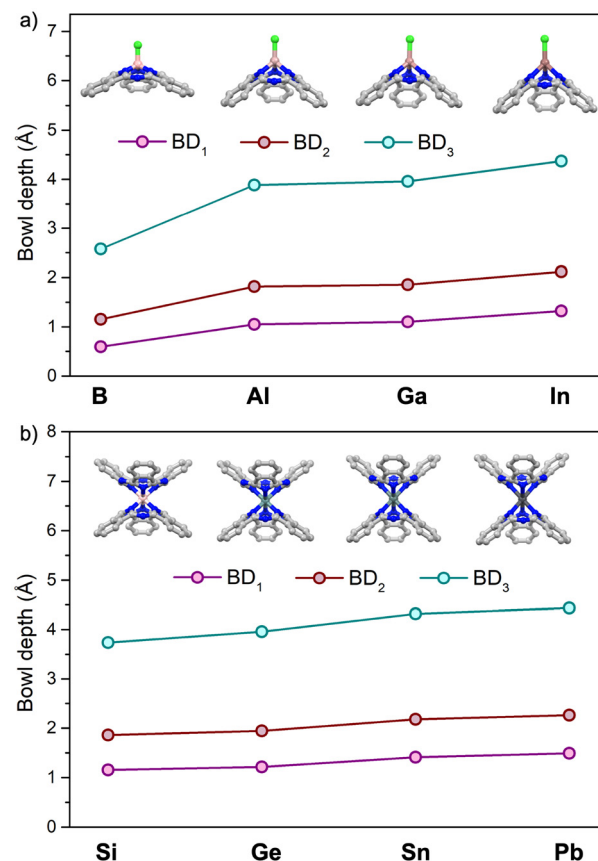 a)
7
6
5
4
3
2
1
0
Bowl depth (Å)
BD₁ BD₂ BD₃
B Al Ga In
b)
8
7
6
5
4
3
2
1
0
Bowl depth (Å)
BD₁ BD₂ BD₃
Si Ge Sn Pb